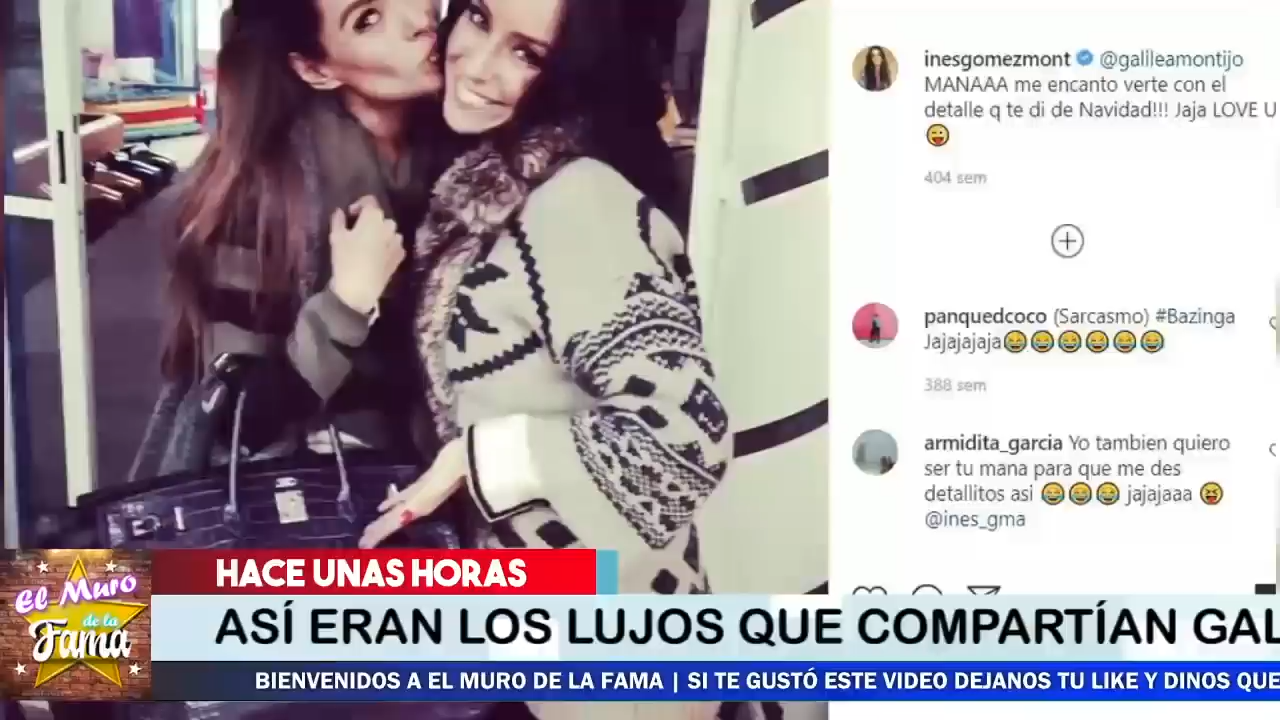 inesgomezmont @galileamontijo
MANAAA me encanto verte con el
detalle q te di de Navidad!!! Jaja LOVE U
404 sem
panquedcoco (Sarcasmo) #Bazinga
Jajajajaja😂😂😂😂😂😂
388 sem
armidita_garcia Yo tambien quiero
ser tu mana para que me des
detallitos asi 😂😂😂 jajajaaa 😝
@ines_gma
HACE UNAS HORAS
El Muro
de la
Fama
ASÍ ERAN LOS LUJOS QUE COMPARTÍAN GAL
BIENVENIDOS A EL MURO DE LA FAMA | SI TE GUSTÓ ESTE VIDEO DEJANOS TU LIKE Y DINOS QUE